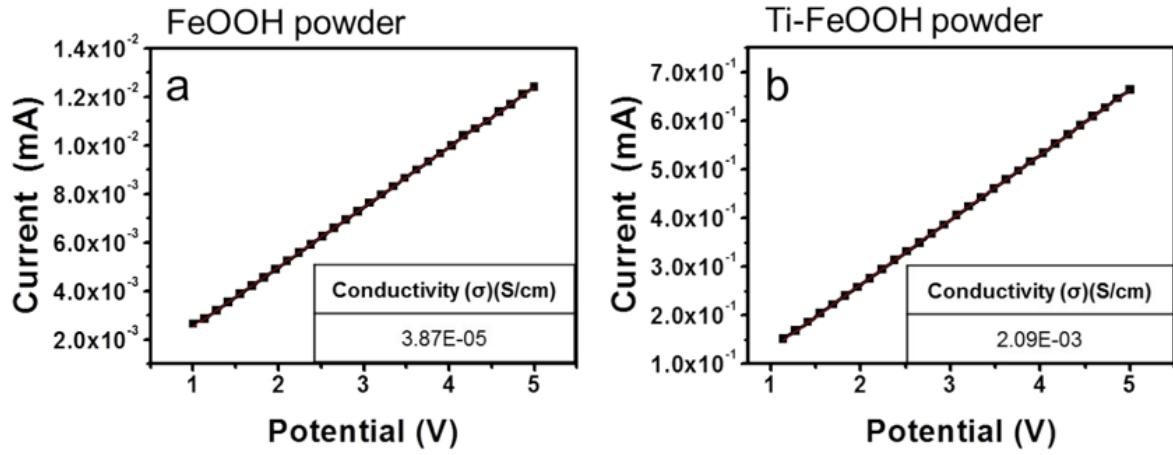 FeOOH powder
a
Current (mA)
1.4x10⁻²
1.2x10⁻²
1.0x10⁻²
8.0x10⁻³
6.0x10⁻³
4.0x10⁻³
2.0x10⁻³
Conductivity (σ)(S/cm)
3.87E-05
1 2 3 4 5
Potential (V)
Ti-FeOOH powder
b
Current (mA)
7.0x10⁻¹
6.0x10⁻¹
5.0x10⁻¹
4.0x10⁻¹
3.0x10⁻¹
2.0x10⁻¹
1.0x10⁻¹
Conductivity (σ)(S/cm)
2.09E-03
1 2 3 4 5
Potential (V)